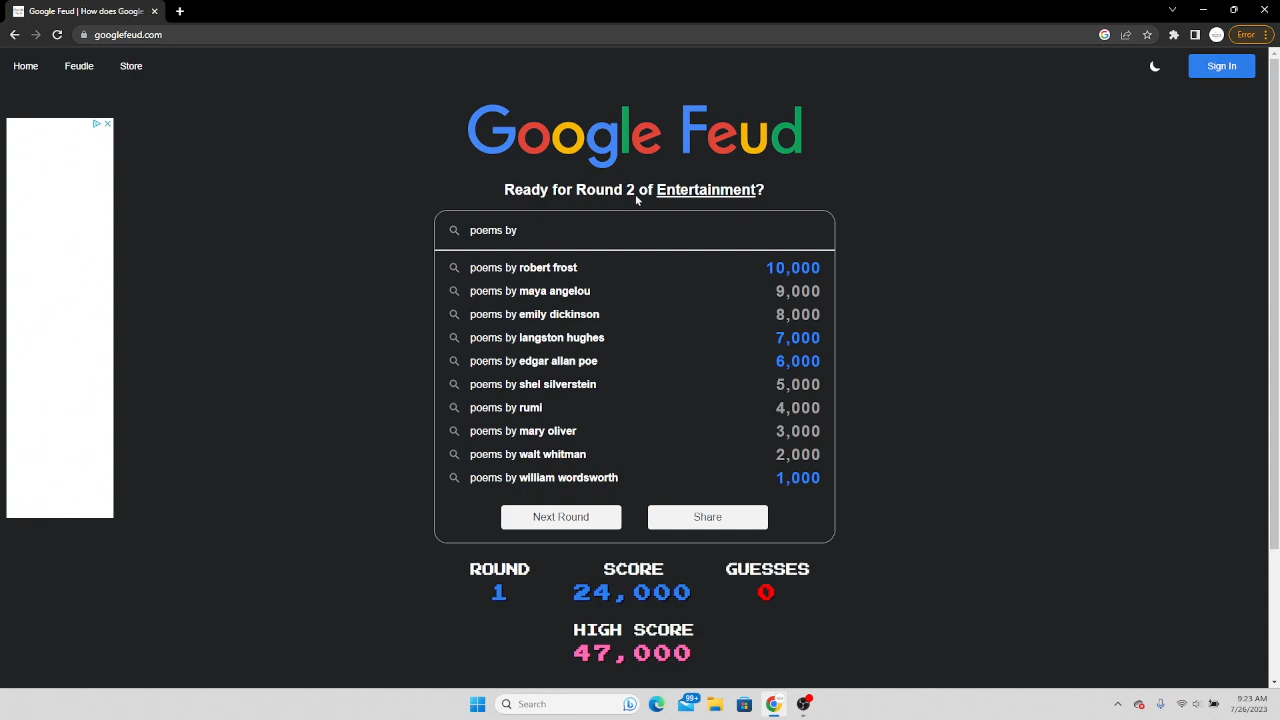 Google Feud | How does Google
googlefeud.com
Error
Home
Feudle
Store
Sign In
Google Feud
Ready for Round 2 of Entertainment?
poems by
poems by robert frost 10,000
poems by maya angelou 9,000
poems by emily dickinson 8,000
poems by langston hughes 7,000
poems by edgar allan poe 6,000
poems by shel silverstein 5,000
poems by rumi 4,000
poems by mary oliver 3,000
poems by walt whitman 2,000
poems by william wordsworth 1,000
Next Round
Share
ROUND SCORE GUESSES
1 24,000 0
HIGH SCORE
47,000
Search
99+
9:23 AM
7/26/2023